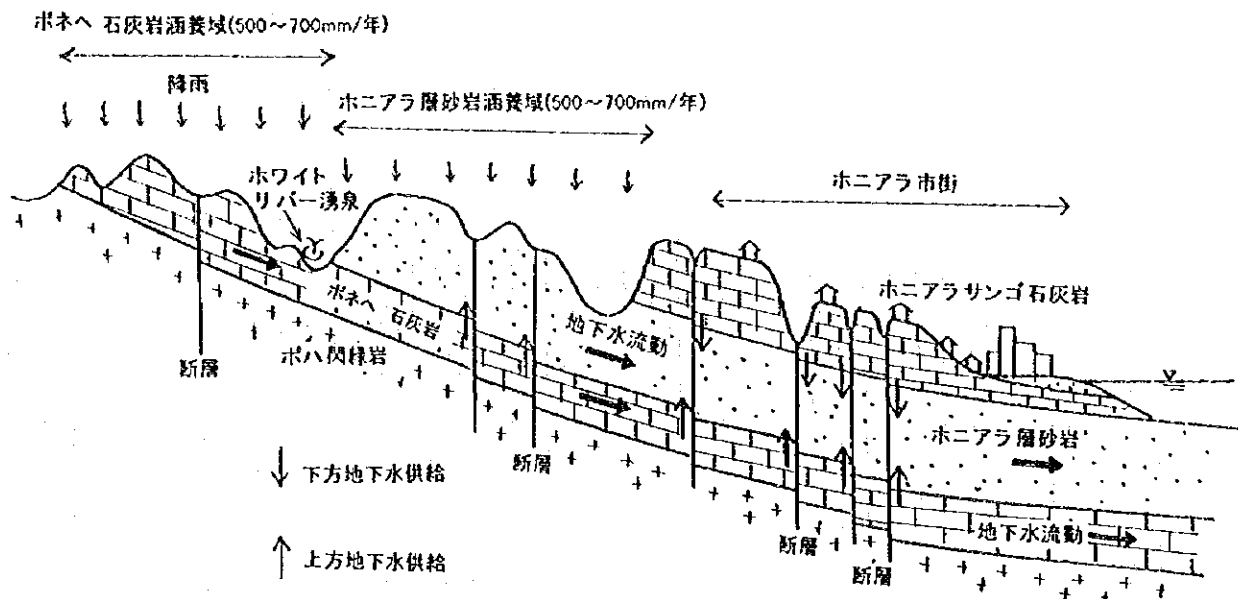 ポネヘ 石灰岩涵養域(500～700mm/年)
降雨
ホニアラ層砂岩涵養域(500～700mm/年)
ホワイト
リバー湧泉
ホニアラ市街
ホニアラサンゴ石灰岩
ポネヘ 石灰岩
地下水流動
ポハ閃緑岩
断層
ホニアラ層砂岩
断層
下方地下水供給
地下水流動
断層
断層
上方地下水供給